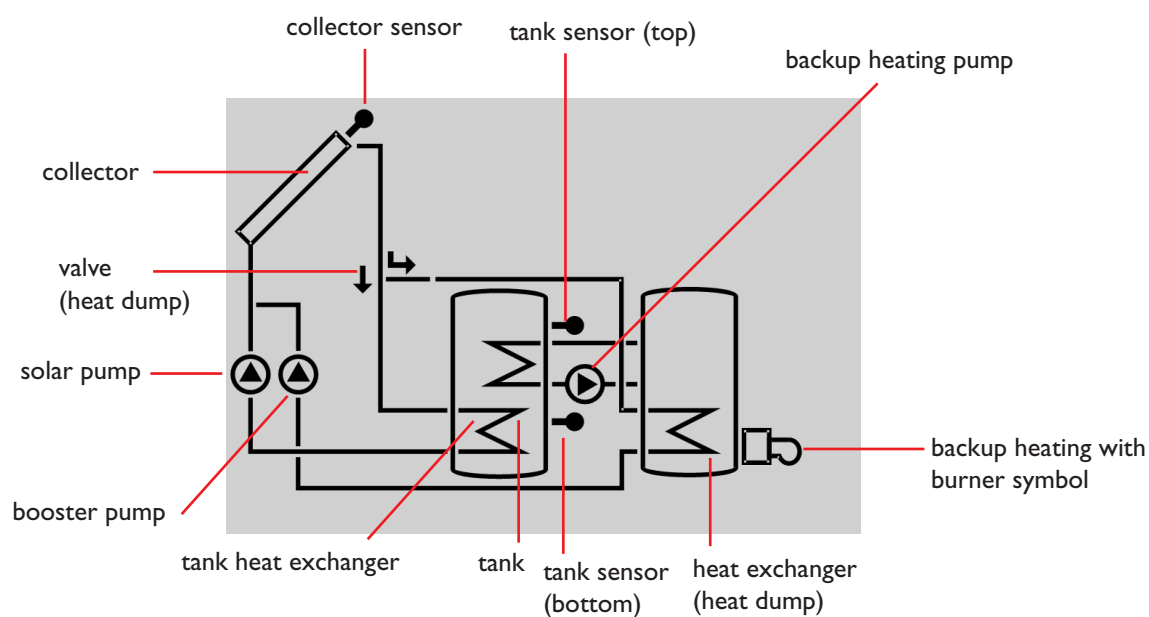 collector sensor
tank sensor (top)
backup heating pump
collector
valve
(heat dump)
solar pump
backup heating with
burner symbol
booster pump
tank heat exchanger
tank
tank sensor
(bottom)
heat exchanger
(heat dump)